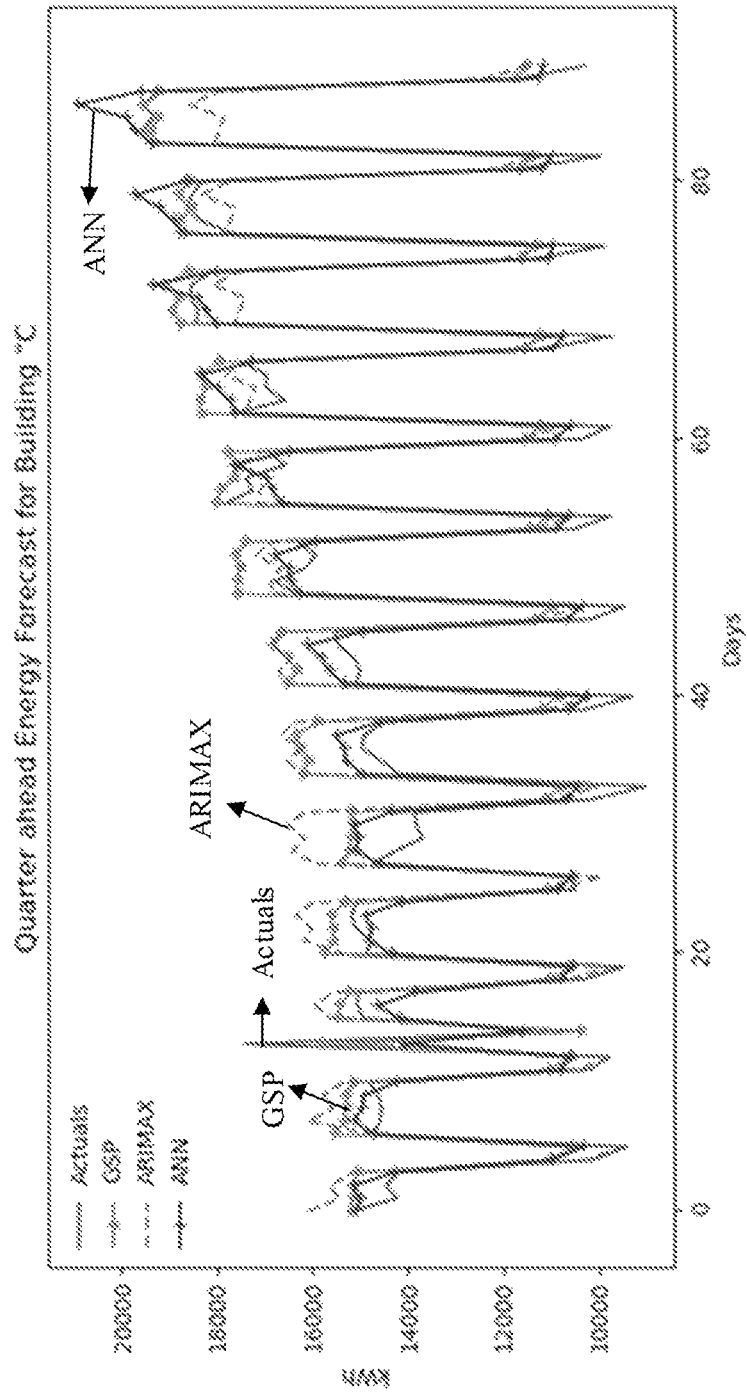 Quarter ahead Energy Forecast for Building °C
Actuals
GSP
ARIMAX
ANN
GSP
Actuals
ARIMAX
ANN
kWh
20000
18000
16000
14000
12000
10000
0
20
40
60
80
Days